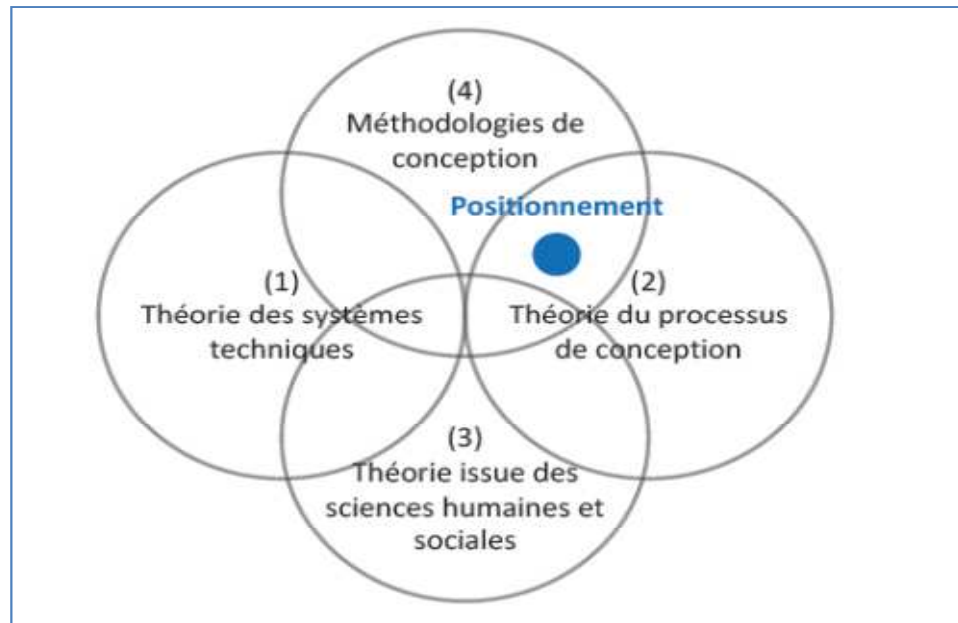 (4)
Méthodologies de
conception
Positionnement
(1)
Théorie des systèmes
techniques
(2)
Théorie du processus
de conception
(3)
Théorie issue des
sciences humaines et
sociales